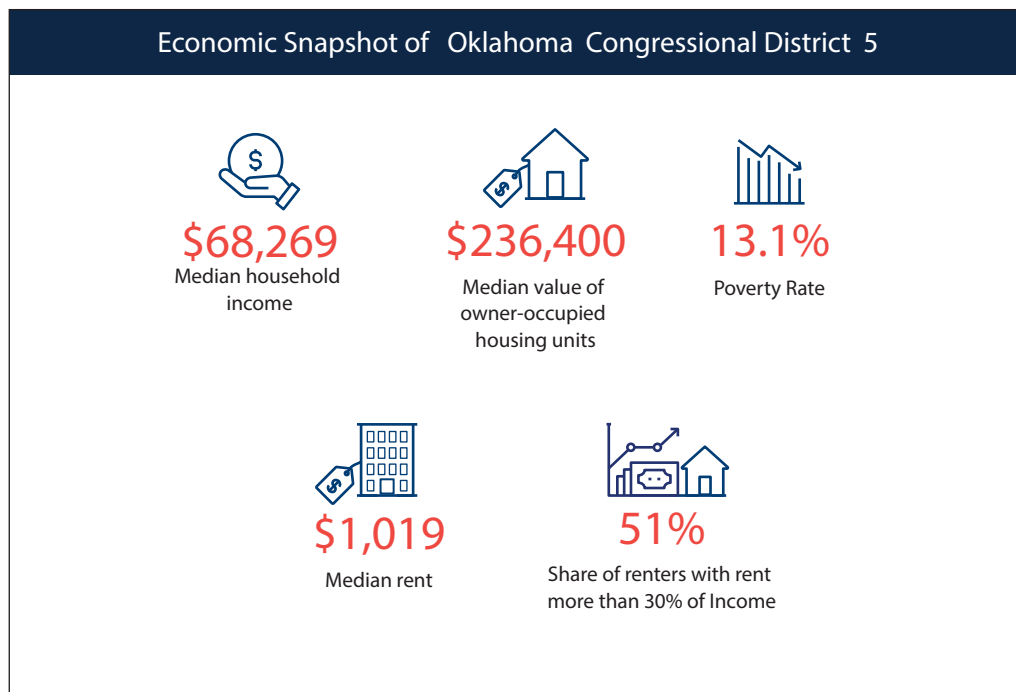 Economic Snapshot of Oklahoma Congressional District 5
$
$
$68,269
Median household
income
$236,400
Median value of
owner-occupied
housing units
13.1%
Poverty Rate
$
$1,019
Median rent
51%
Share of renters with rent
more than 30% of Income